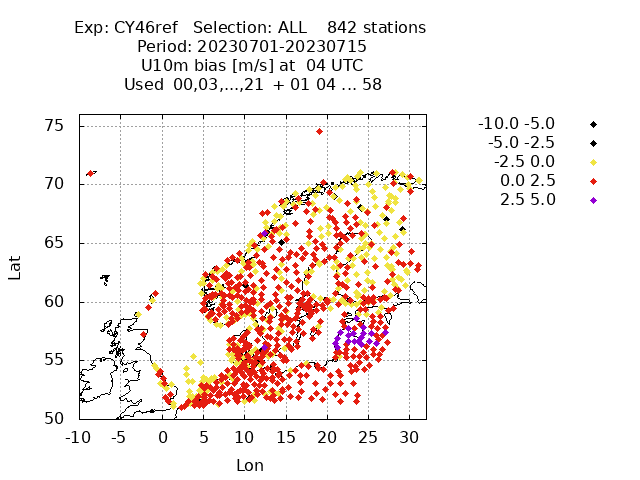 Exp: CY46ref   Selection: ALL    842 stations
Period: 20230701-20230715
U10m bias [m/s] at  04 UTC
Used  00,03,...,21  + 01 04 ... 58
-10.0 -5.0
-5.0 -2.5
-2.5 0.0
0.0 2.5
2.5 5.0
75
70
65
60
55
50
Lat
-10 -5 0 5 10 15 20 25 30
Lon